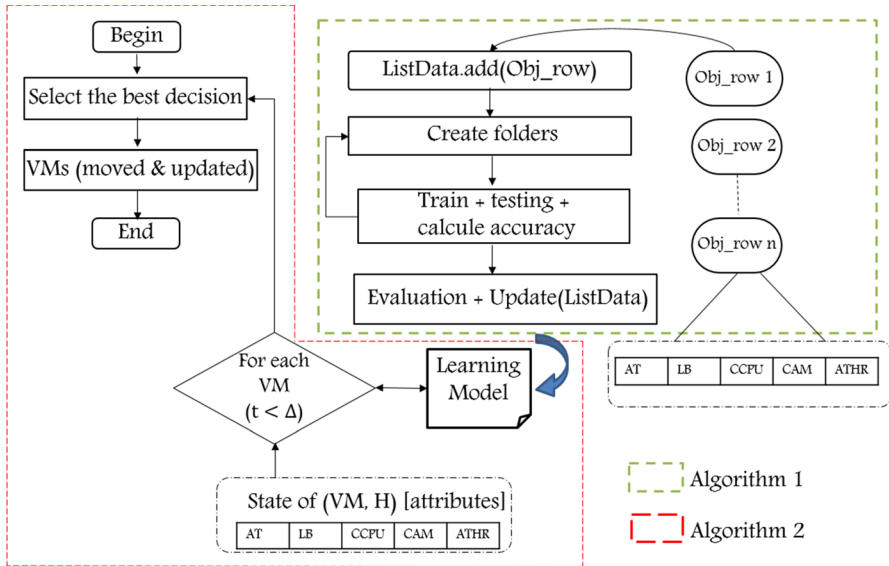 Begin
Select the best decision
VMs (moved & updated)
End
ListData.add(Obj_row)
Create folders
Train + testing +
calcule accuracy
Evaluation + Update(ListData)
Obj_row 1
Obj_row 2
Obj_row n
AT LB CCPU CAM ATHR
For each
VM
(t < Δ)
Learning
Model
State of (VM, H) [attributes]
AT LB CCPU CAM ATHR
Algorithm 1
Algorithm 2